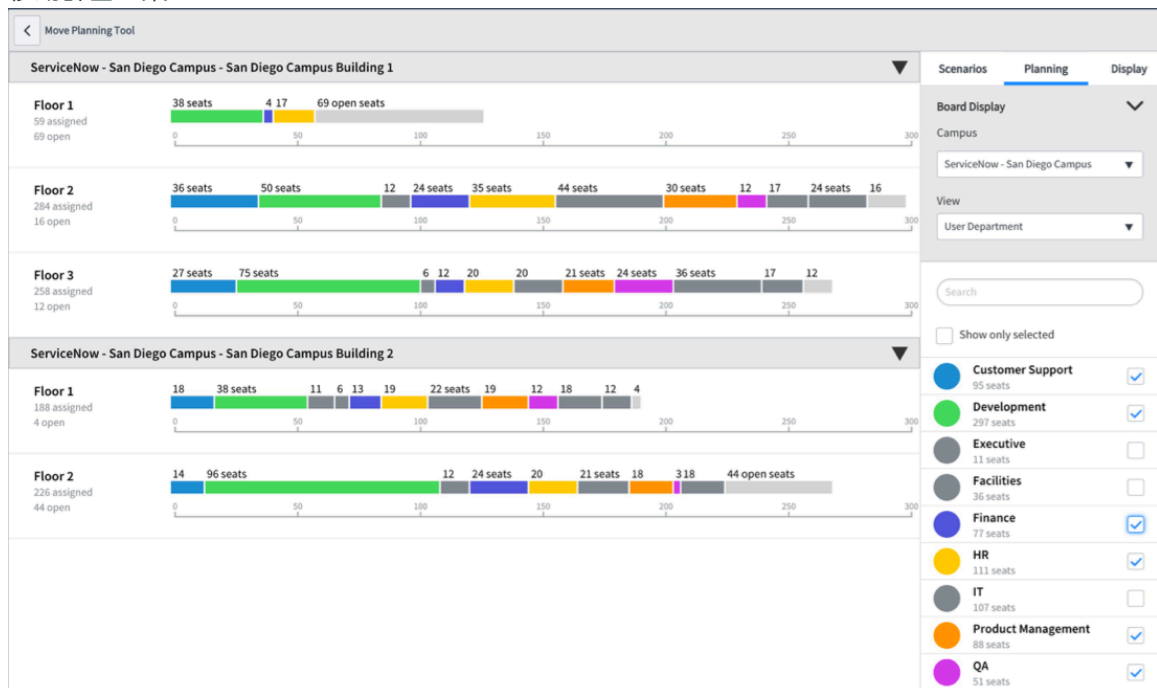 Move Planning Tool
ServiceNow - San Diego Campus - San Diego Campus Building 1
Floor 1
59 assigned
69 open
38 seats 4 17 69 open seats
0 50 100 150 200 250 300
Floor 2
284 assigned
16 open
36 seats 50 seats 12 24 seats 35 seats 44 seats 30 seats 12 17 24 seats 16
0 50 100 150 200 250 300
Floor 3
258 assigned
12 open
27 seats 75 seats 6 12 20 20 21 seats 24 seats 36 seats 17 12
0 50 100 150 200 250 300
ServiceNow - San Diego Campus - San Diego Campus Building 2
Floor 1
188 assigned
4 open
18 38 seats 11 6 13 19 22 seats 19 12 18 12 4
0 50 100 150 200 250 300
Floor 2
226 assigned
44 open
14 96 seats 12 24 seats 20 21 seats 18 3 18 44 open seats
0 50 100 150 200 250 300
Scenarios Planning Display
Board Display
Campus
ServiceNow - San Diego Campus
View
User Department
Search
Show only selected
Customer Support
95 seats
Development
297 seats
Executive
11 seats
Facilities
36 seats
Finance
77 seats
HR
111 seats
IT
107 seats
Product Management
88 seats
QA
51 seats